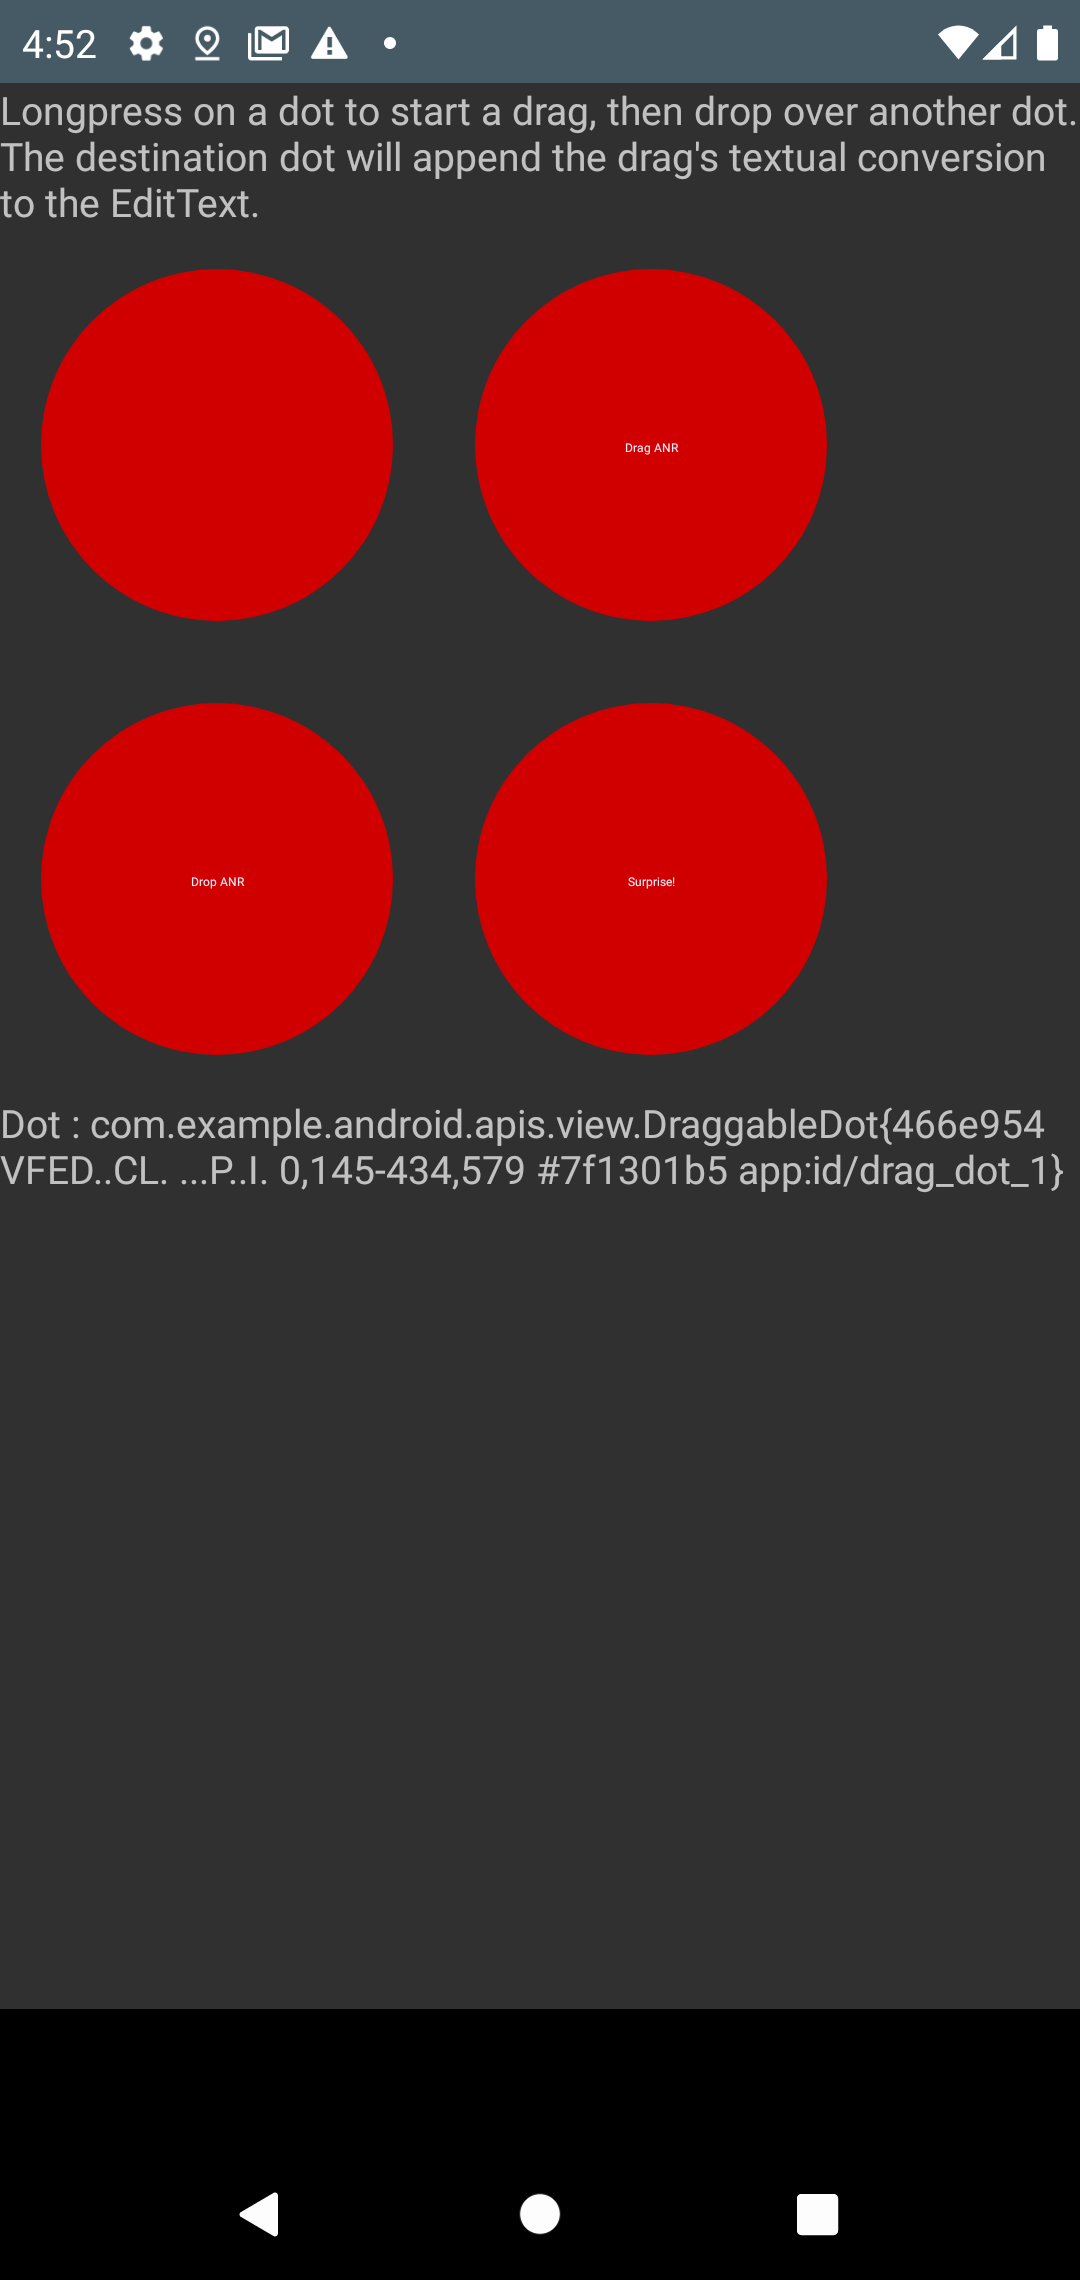 4:52
Longpress on a dot to start a drag, then drop over another dot.
The destination dot will append the drag's textual conversion
to the EditText.
Drag ANR
Drop ANR
Surprise!
Dot : com.example.android.apis.view.DraggableDot{466e954
VFED..CL. ...P..I. 0,145-434,579 #7f1301b5 app:id/drag_dot_1}